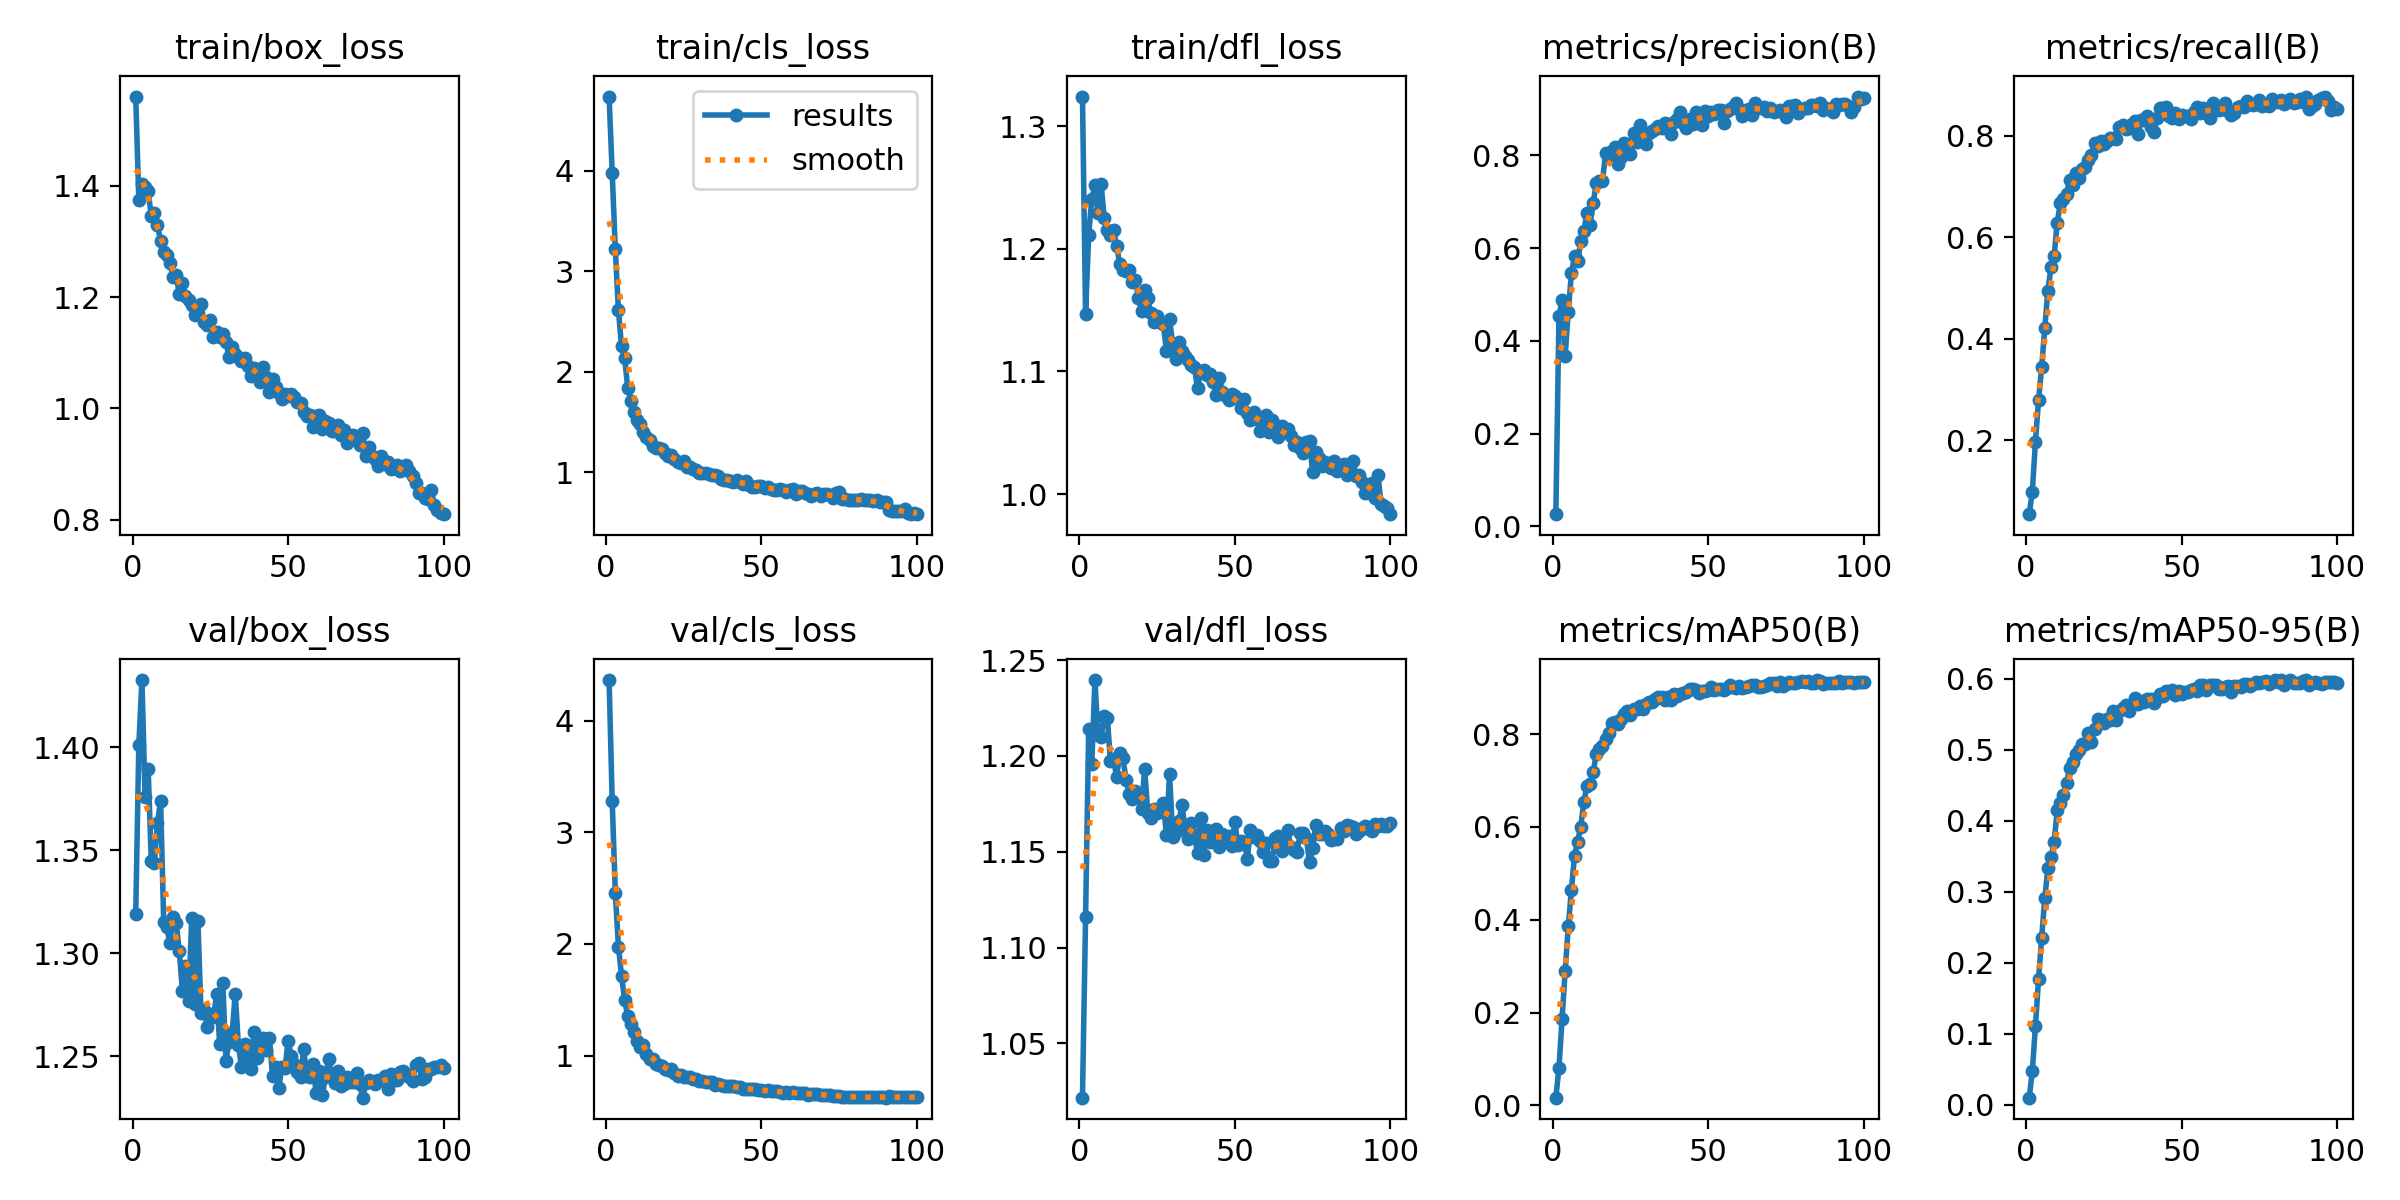 train/box_loss
1.4
1.2
1.0
0.8
0 50 100
train/cls_loss
results
smooth
4
3
2
1
0 50 100
train/dfl_loss
1.3
1.2
1.1
1.0
0 50 100
metrics/precision(B)
0.8
0.6
0.4
0.2
0.0
0 50 100
metrics/recall(B)
0.8
0.6
0.4
0.2
0 50 100
val/box_loss
1.40
1.35
1.30
1.25
0 50 100
val/cls_loss
4
3
2
1
0 50 100
val/dfl_loss
1.25
1.20
1.15
1.10
1.05
0 50 100
metrics/mAP50(B)
0.8
0.6
0.4
0.2
0.0
0 50 100
metrics/mAP50-95(B)
0.6
0.5
0.4
0.3
0.2
0.1
0.0
0 50 100